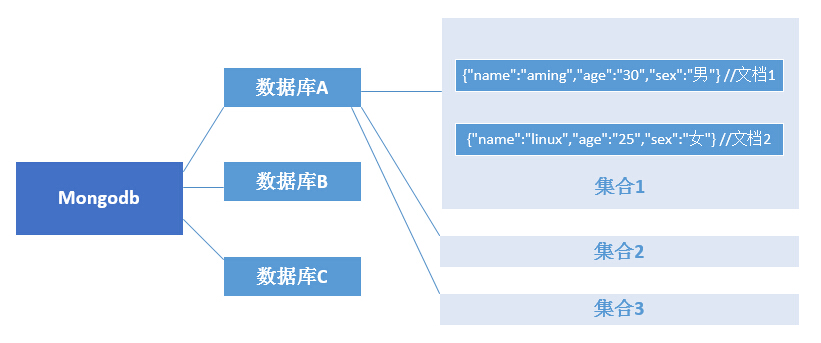 Mongodb
数据库A
数据库B
数据库C
{"name":"aming","age":"30","sex":"男"} //文档1
{"name":"linux","age":"25","sex":"女"} //文档2
集合1
集合2
集合3